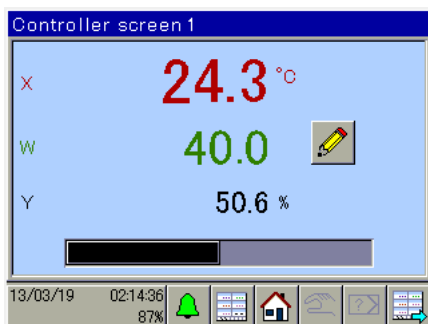 Controller screen 1
X 24.3 °C
W 40.0
Y 50.6 %
13/03/19 02:14:36
87%